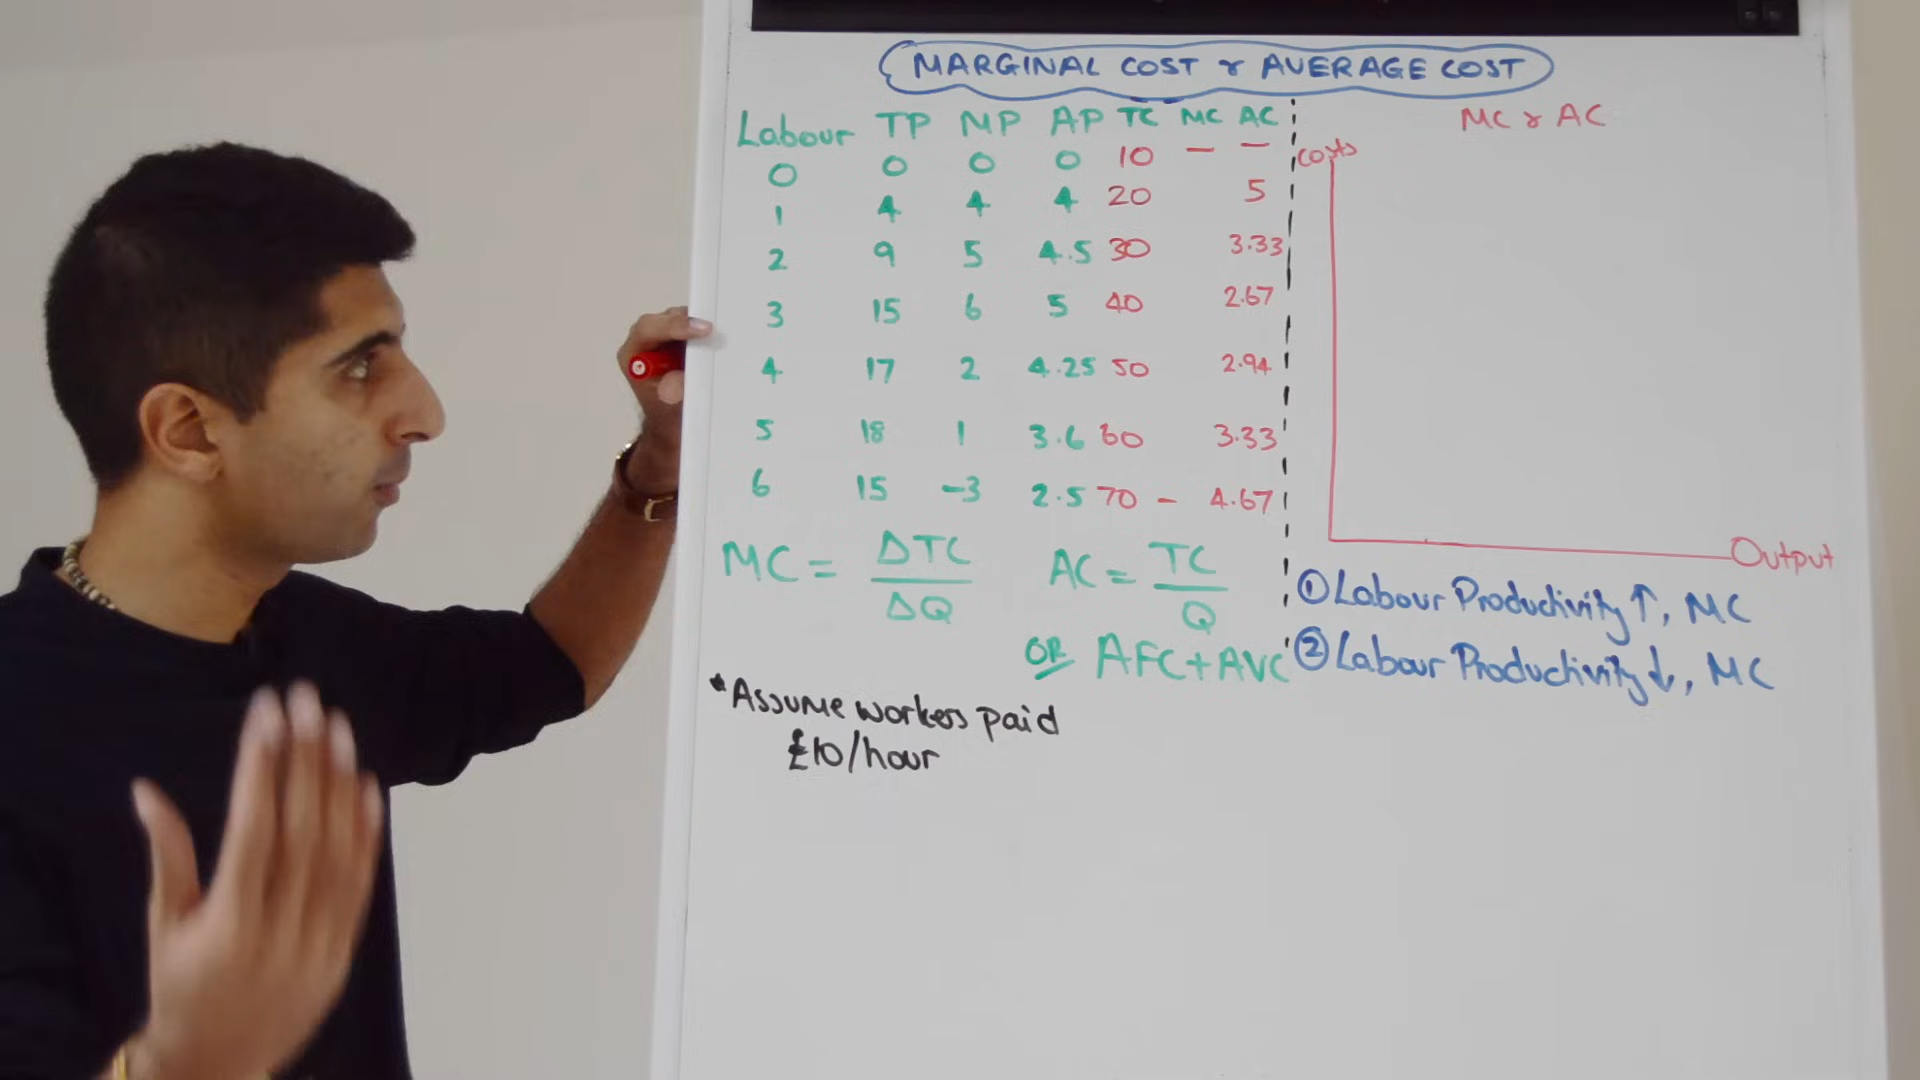 MARGINAL COST & AVERAGE COST
Labour TP MP AP TC MC AC
0 0 0 0 10 – –
1 4 4 4 20 5
2 9 5 4.5 30 3.33
3 15 6 5 40 2.67
4 17 2 4.25 50 2.94
5 18 1 3.6 60 3.33
6 15 -3 2.5 70 – 4.67
MC = ΔTC / ΔQ
AC = TC / Q
OR AFC + AVC
*Assume workers paid
£10/hour
MC & AC
Costs
Output
① Labour Productivity ↑, MC
② Labour Productivity ↓, MC